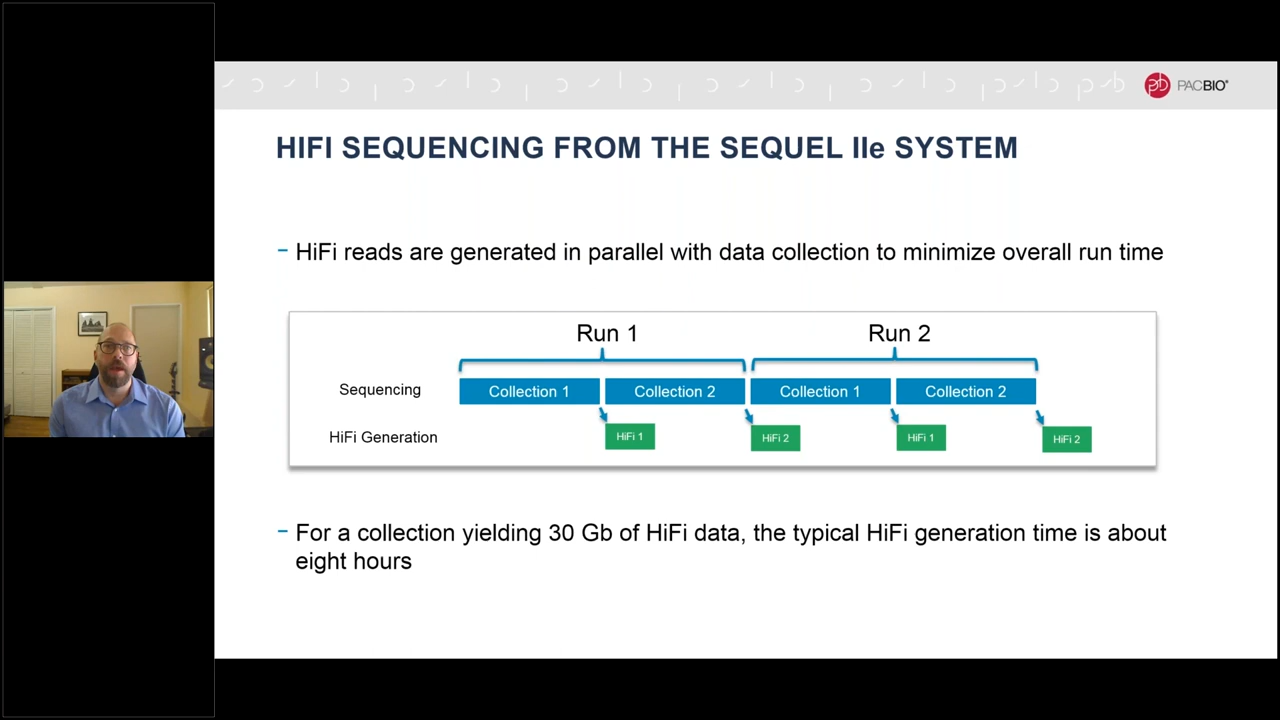 PACBIO®
HIFI SEQUENCING FROM THE SEQUEL IIe SYSTEM
– HiFi reads are generated in parallel with data collection to minimize overall run time
Run 1
Run 2
Sequencing
Collection 1
Collection 2
Collection 1
Collection 2
HiFi Generation
HiFi 1
HiFi 2
HiFi 1
HiFi 2
– For a collection yielding 30 Gb of HiFi data, the typical HiFi generation time is about
eight hours